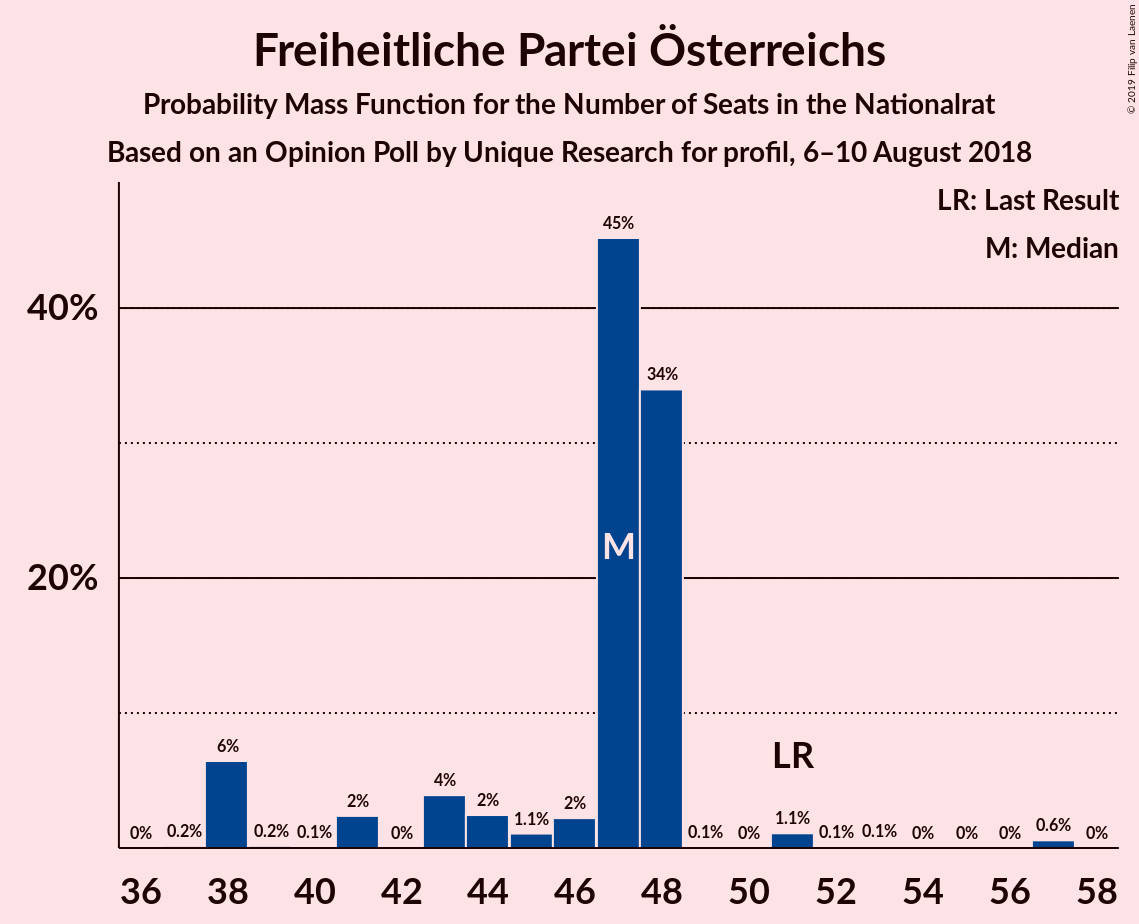 Freiheitliche Partei Österreichs
Probability Mass Function for the Number of Seats in the Nationalrat
Based on an Opinion Poll by Unique Research for profil, 6–10 August 2018
© 2019 Filip van Laenen
LR: Last Result
M: Median
40%
20%
0%
0.2%
6%
0.2%
0.1%
2%
0%
4%
2%
1.1%
2%
45%
34%
0.1%
0%
1.1%
0.1%
0.1%
0%
0%
0%
0.6%
0%
M
LR
36 38 40 42 44 46 48 50 52 54 56 58